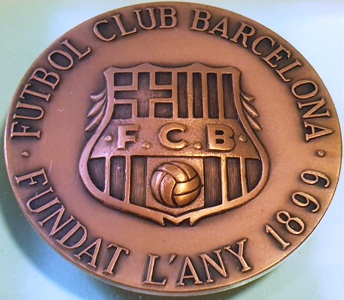 · FUTBOL CLUB BARCELONA ·
F.C.B
FUNDAT L'ANY 1899